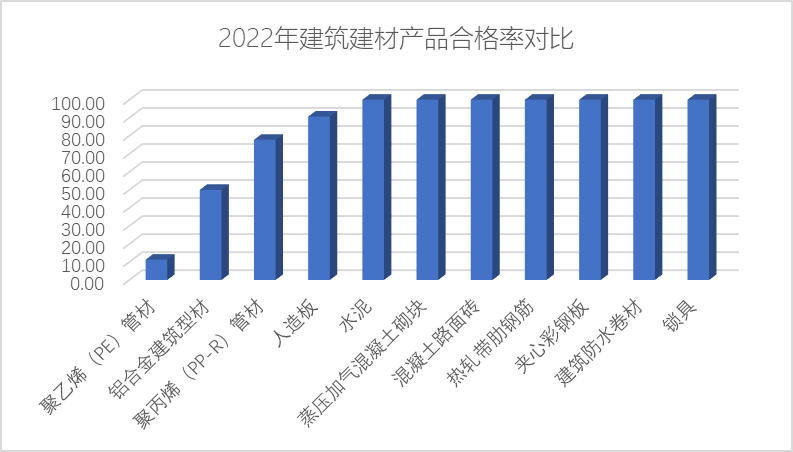 2022年建筑建材产品合格率对比
100.00
90.00
80.00
70.00
60.00
50.00
40.00
30.00
20.00
10.00
0.00
聚乙烯（PE）管材
铝合金建筑型材
聚丙烯（PP-R）管材
人造板
水泥
蒸压加气混凝土砌块
混凝土路面砖
热轧带肋钢筋
夹心彩钢板
建筑防水卷材
锁具